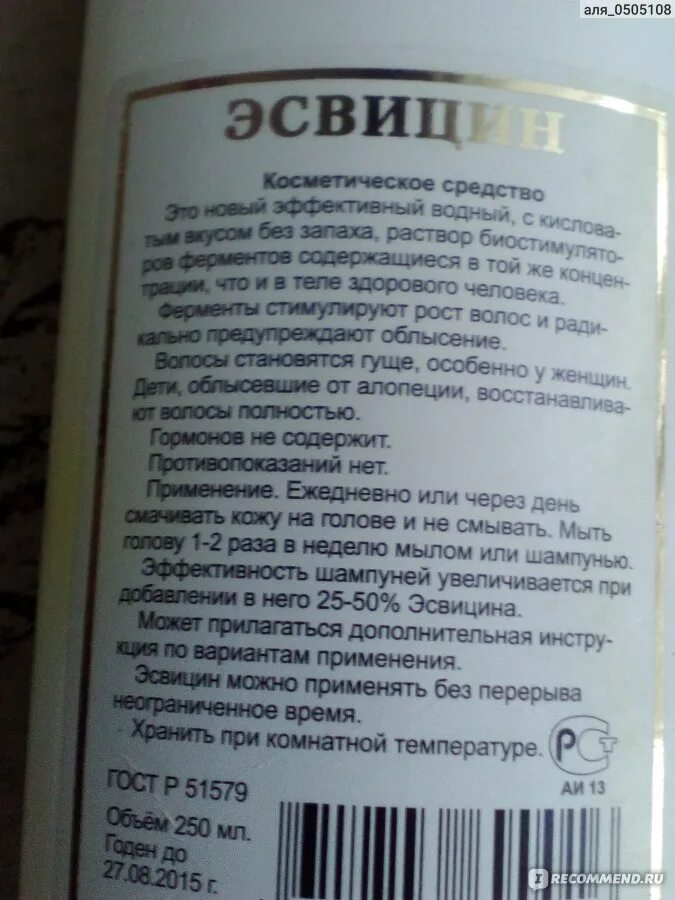 аля_0505108
ЭСВИЦИН
Косметическое средство
Это новый эффективный водный, с кислова-
тым вкусом без запаха, раствор биостимулято-
ров ферментов содержащиеся в той же концен-
трации, что и в теле здорового человека.
Ферменты стимулируют рост волос и ради-
кально предупреждают облысение.
Волосы становятся гуще, особенно у женщин.
Дети, облысевшие от алопеции, восстанавлива-
ют волосы полностью.
Гормонов не содержит.
Противопоказаний нет.
Применение. Ежедневно или через день
смачивать кожу на голове и не смывать. Мыть
голову 1-2 раза в неделю мылом или шампунью.
Эффективность шампуней увеличивается при
добавлении в него 25-50% Эсвицина.
Может прилагаться дополнительная инстру-
кция по вариантам применения.
Эсвицин можно применять без перерыва
неограниченное время.
Хранить при комнатной температуре.
РСТ
АИ 13
ГОСТ Р 51579
Объём 250 мл.
Годен до
27.08.2015 г.
IRECOMMEND.RU